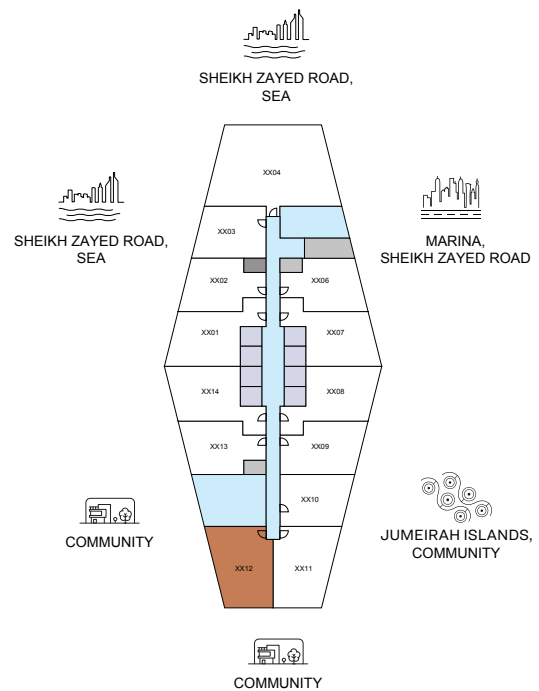 SHEIKH ZAYED ROAD,
SEA
XX04
SHEIKH ZAYED ROAD,
SEA
XX03
MARINA,
SHEIKH ZAYED ROAD
XX02
XX06
XX01
XX07
XX14
XX08
XX13
XX09
XX10
COMMUNITY
JUMEIRAH ISLANDS,
COMMUNITY
XX12
XX11
COMMUNITY